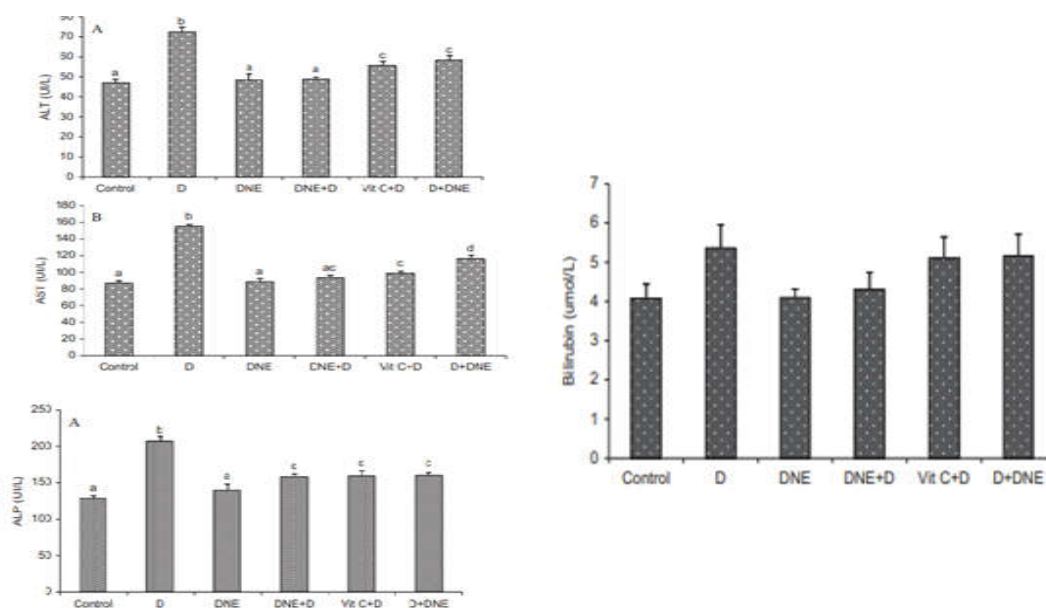 A
ALT (UI/L)
90
80
70
60
50
40
30
20
10
0
a
b
a
a
c
c
Control
D
DNE
DNE+D
Vit C+D
D+DNE
B
AST (UI/L)
180
160
140
120
100
80
60
40
20
0
a
b
a
ac
c
d
Control
D
DNE
DNE+D
Vit C+D
D+DNE
A
ALP (UI/L)
250
200
150
100
50
0
a
b
a
c
c
c
Control
D
DNE
DNE+D
Vit C+D
D+DNE
Bilirubin (umol/L)
7
6
5
4
3
2
1
0
Control
D
DNE
DNE+D
Vit C+D
D+DNE